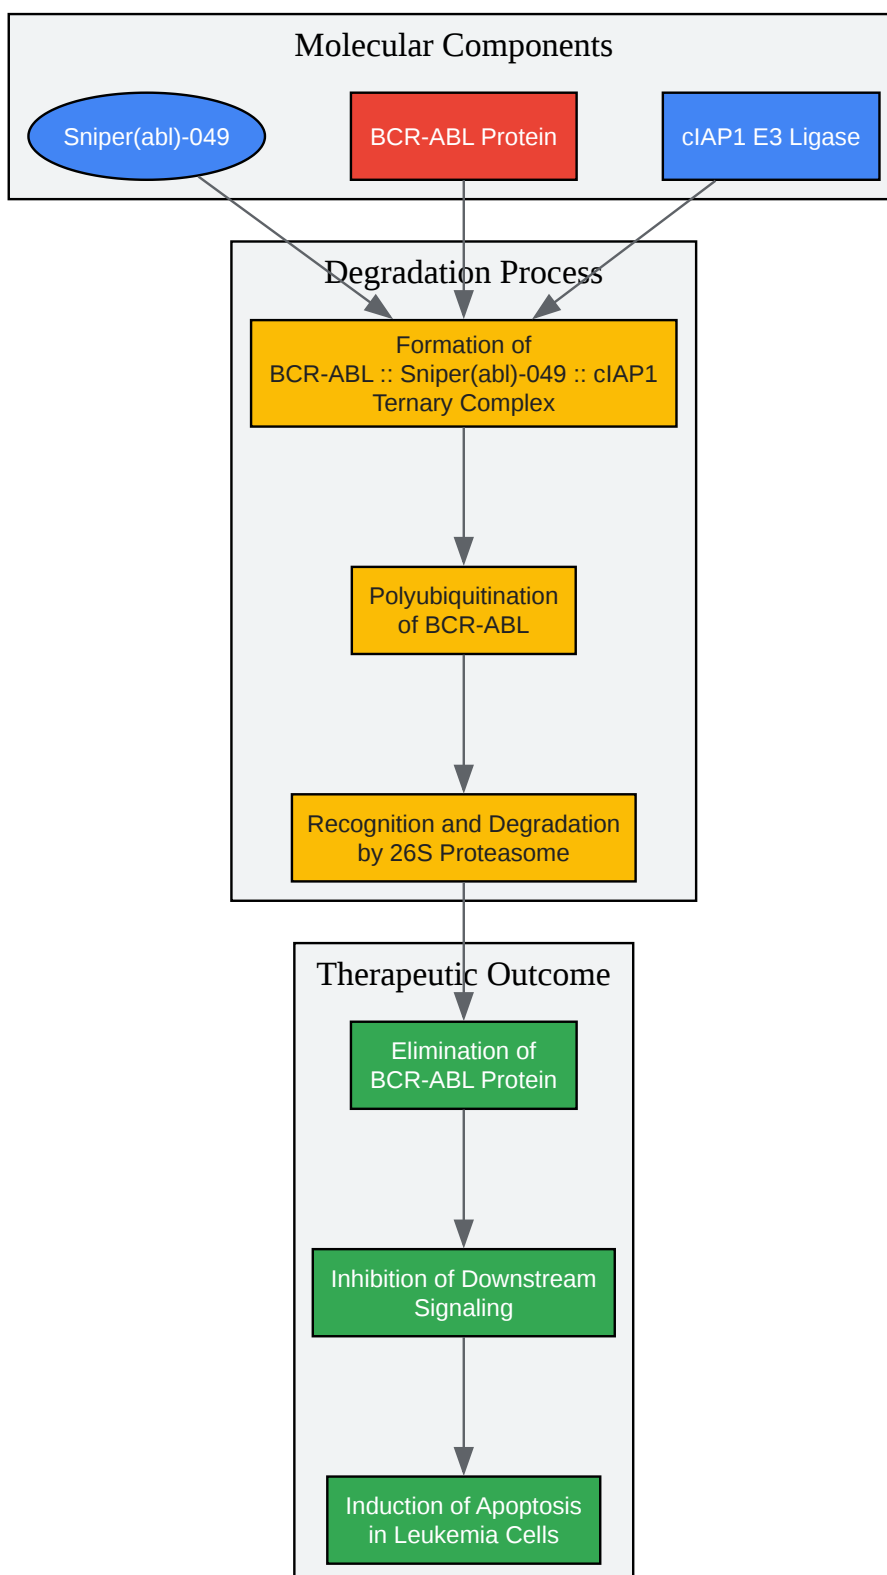 Molecular Components
Sniper(abl)-049
BCR-ABL Protein
cIAP1 E3 Ligase
Degradation Process
Formation of
BCR-ABL :: Sniper(abl)-049 :: cIAP1
Ternary Complex
Polyubiquitination
of BCR-ABL
Recognition and Degradation
by 26S Proteasome
Therapeutic Outcome
Elimination of
BCR-ABL Protein
Inhibition of Downstream
Signaling
Induction of Apoptosis
in Leukemia Cells